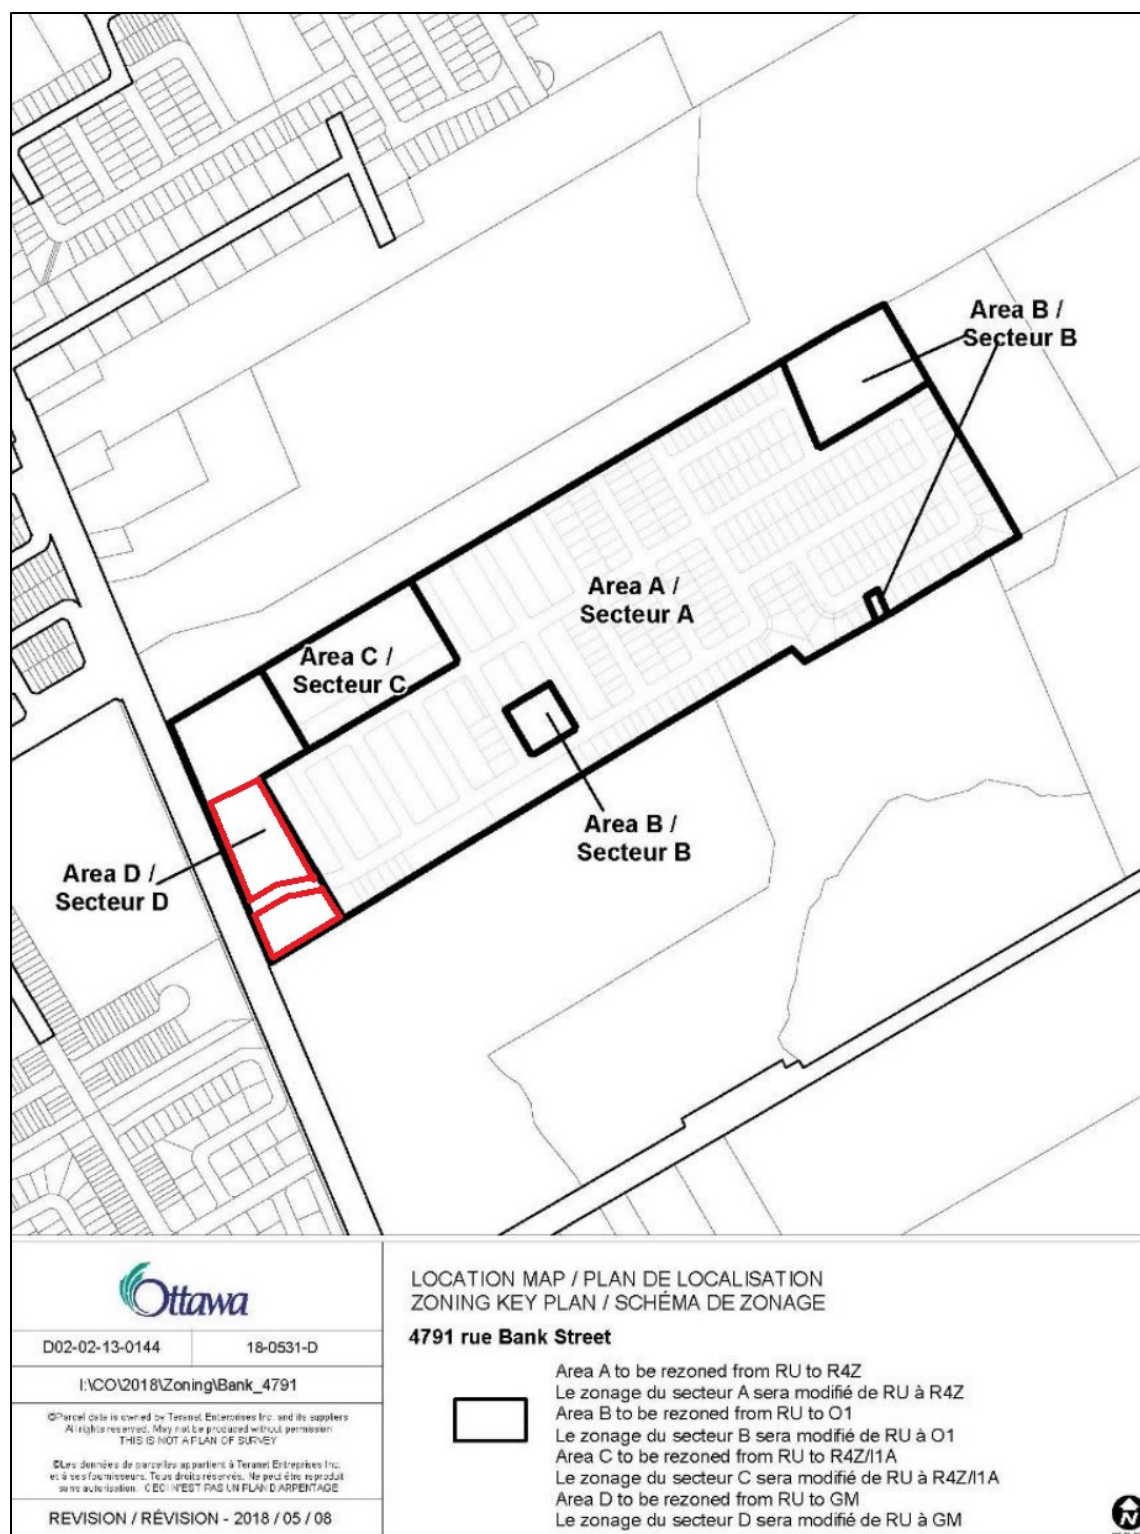 Area B /
Secteur B
Area A /
Secteur A
Area C /
Secteur C
Area B /
Secteur B
Area D /
Secteur D
Ottawa
D02-02-13-0144
18-0531-D
I:\CO\2018\Zoning\Bank_4791
©Parcel data is owned by Teranet Enterprises Inc. and its suppliers
All rights reserved. May not be produced without permission
THIS IS NOT A PLAN OF SURVEY
©Les données de parcelles appartient à Teranet Entreprises Inc.
et à ses fournisseurs. Tous droits réservés. Ne peut être reproduit
sans autorisation. CECI N'EST PAS UN PLAN D'ARPENTAGE
REVISION / RÉVISION - 2018 / 05 / 08
LOCATION MAP / PLAN DE LOCALISATION
ZONING KEY PLAN / SCHÉMA DE ZONAGE
4791 rue Bank Street
Area A to be rezoned from RU to R4Z
Le zonage du secteur A sera modifié de RU à R4Z
Area B to be rezoned from RU to O1
Le zonage du secteur B sera modifié de RU à O1
Area C to be rezoned from RU to R4Z/I1A
Le zonage du secteur C sera modifié de RU à R4Z/I1A
Area D to be rezoned from RU to GM
Le zonage du secteur D sera modifié de RU à GM
N